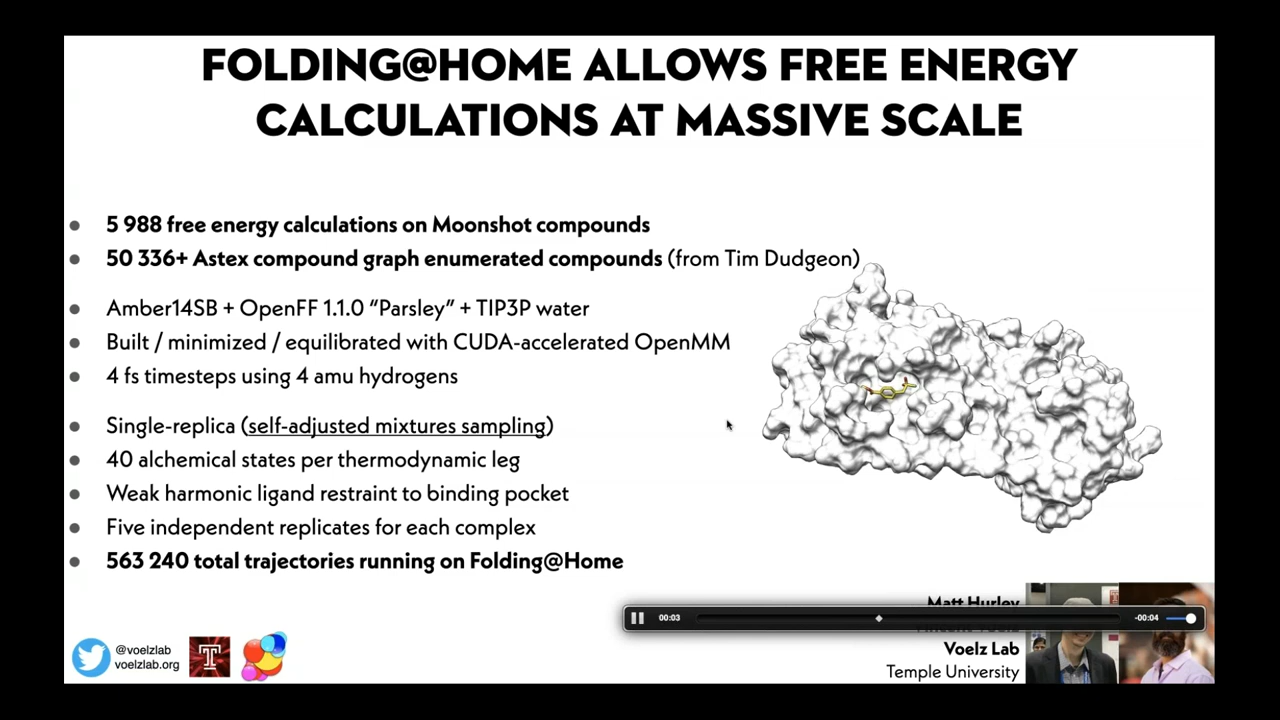 FOLDING@HOME ALLOWS FREE ENERGY
CALCULATIONS AT MASSIVE SCALE
5 988 free energy calculations on Moonshot compounds
50 336+ Astex compound graph enumerated compounds (from Tim Dudgeon)
Amber14SB + OpenFF 1.1.0 “Parsley” + TIP3P water
Built / minimized / equilibrated with CUDA-accelerated OpenMM
4 fs timesteps using 4 amu hydrogens
Single-replica (self-adjusted mixtures sampling)
40 alchemical states per thermodynamic leg
Weak harmonic ligand restraint to binding pocket
Five independent replicates for each complex
563 240 total trajectories running on Folding@Home
Matt Hurley
00:03
-00:04
Voelz Lab
Temple University
@voelzlab
voelzlab.org